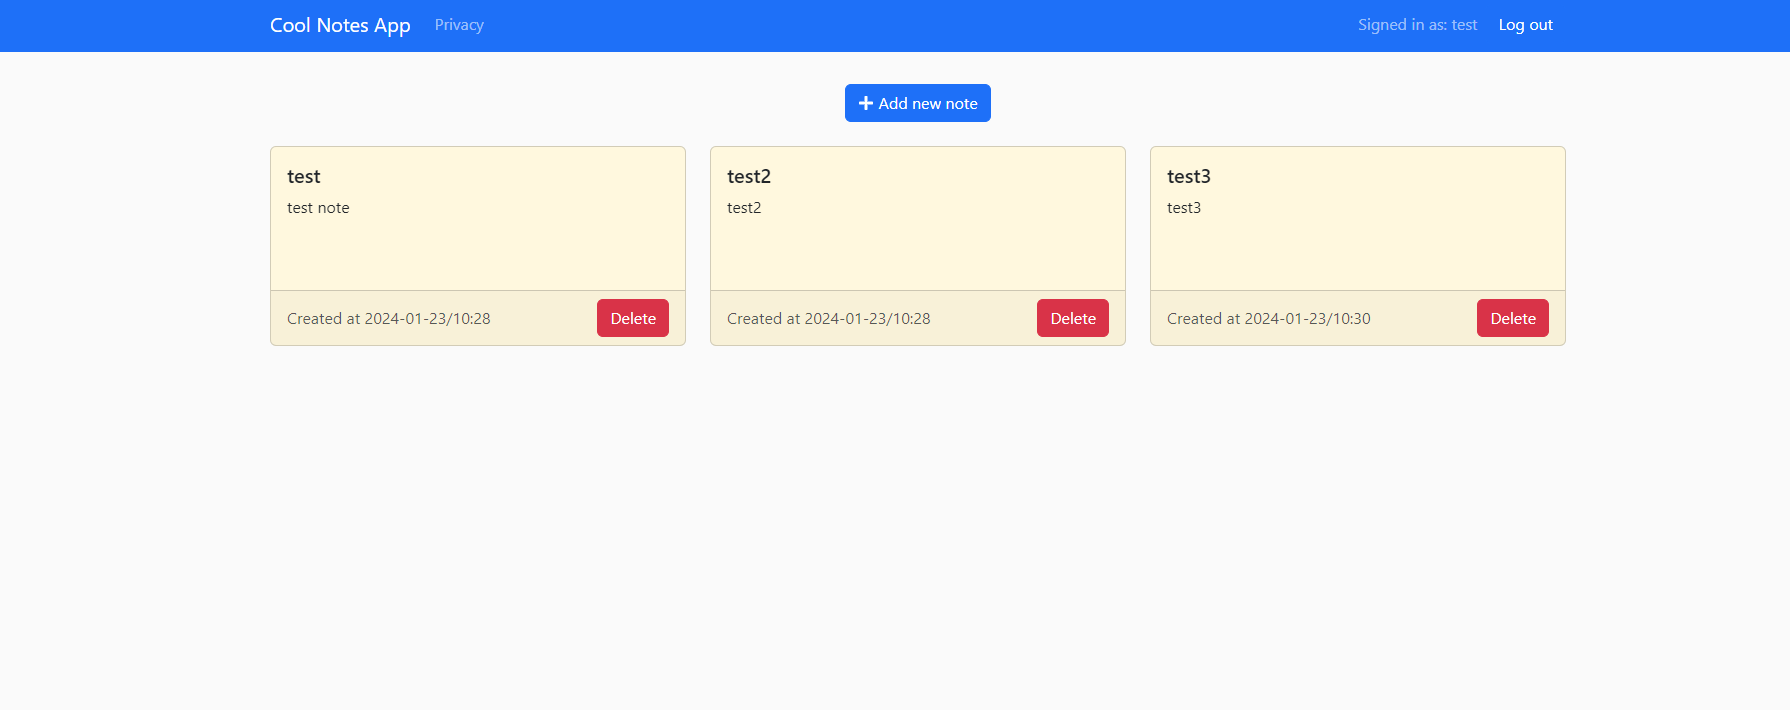 Cool Notes App Privacy Signed in as: test Log out
Add new note
test
test note
Created at 2024-01-23/10:28 Delete
test2
test2
Created at 2024-01-23/10:28 Delete
test3
test3
Created at 2024-01-23/10:30 Delete